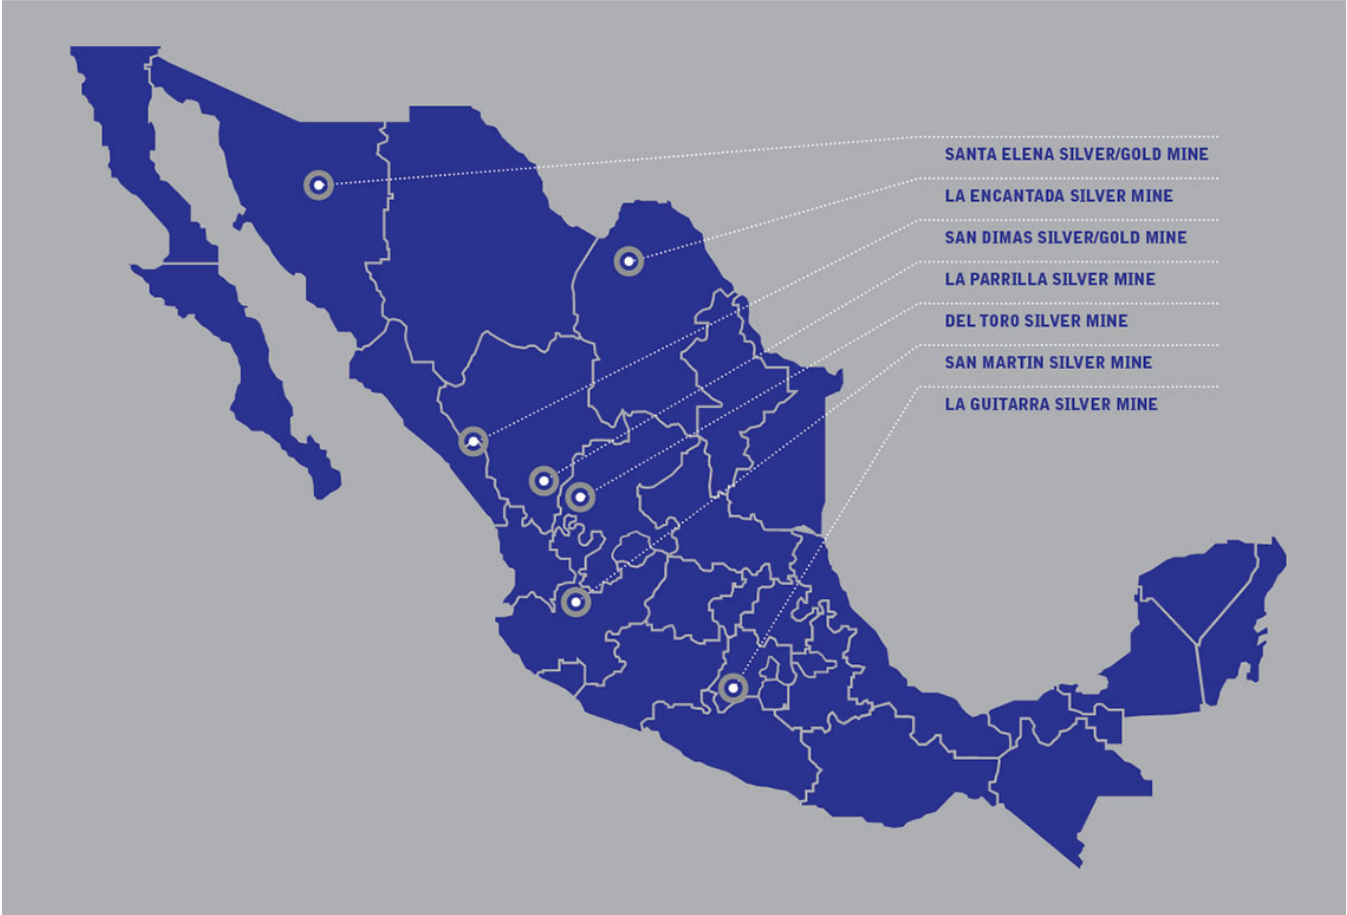 SANTA ELENA SILVER/GOLD MINE
LA ENCANTADA SILVER MINE
SAN DIMAS SILVER/GOLD MINE
LA PARRILLA SILVER MINE
DEL TORO SILVER MINE
SAN MARTIN SILVER MINE
LA GUITARRA SILVER MINE